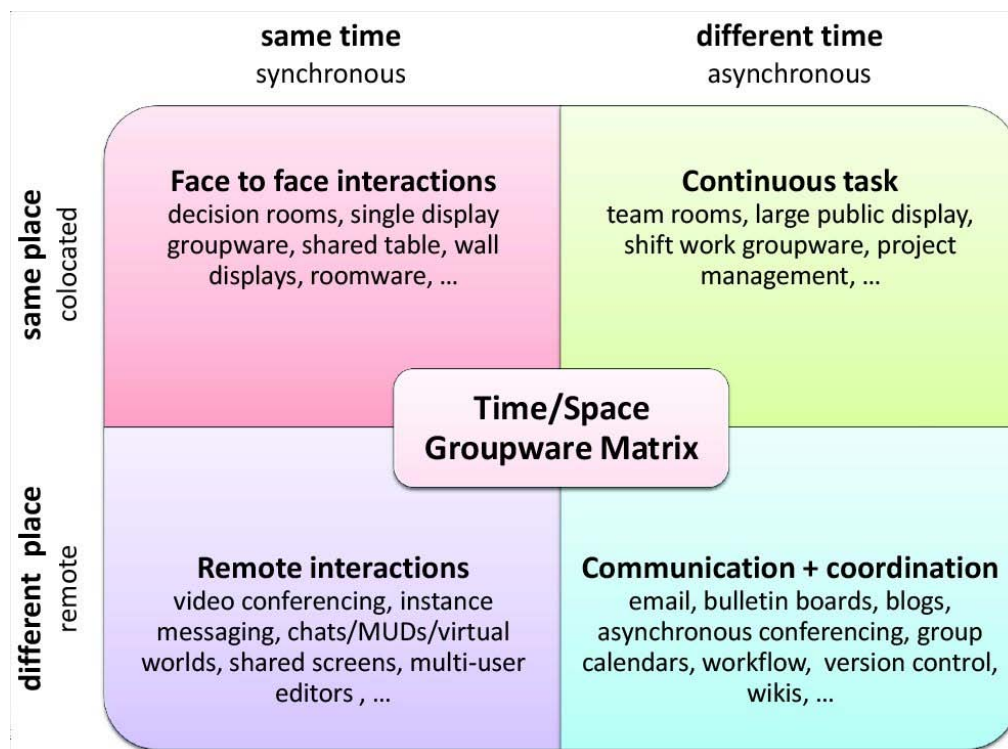 same time
synchronous
different time
asynchronous
same place
colocated
Face to face interactions
decision rooms, single display
groupware, shared table, wall
displays, roomware, ...
Continuous task
team rooms, large public display,
shift work groupware, project
management, ...
Time/Space
Groupware Matrix
different place
remote
Remote interactions
video conferencing, instance
messaging, chats/MUDs/virtual
worlds, shared screens, multi-user
editors , ...
Communication + coordination
email, bulletin boards, blogs,
asynchronous conferencing, group
calendars, workflow, version control,
wikis, ...